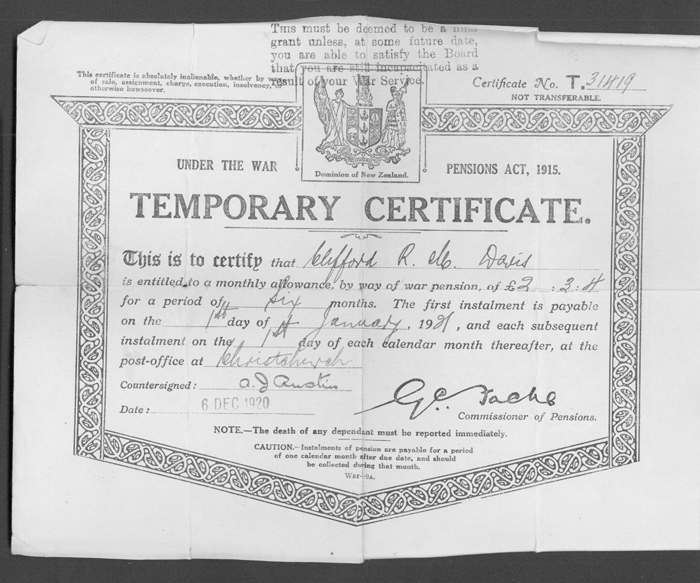 This must be deemed to be a final
grant unless, at some future date,
you are able to satisfy the Board
that you are still incapacitated as a
result of your War Service.
This certificate is absolutely inalienable, whether by way
of sale, assignment, charge, execution, insolvency, or
otherwise howsoever.
Certificate No. T. 31419
NOT TRANSFERABLE.
Dominion of New Zealand.
UNDER THE WAR PENSIONS ACT, 1915.
TEMPORARY CERTIFICATE.
This is to certify that Clifford R. Mc. Davis
is entitled to a monthly allowance, by way of war pension, of £2 : 3 : 4
for a period of six months. The first instalment is payable
on the 1st day of January, 1921, and each subsequent
instalment on the 1st day of each calendar month thereafter, at the
post-office at Christchurch
Countersigned: A. J. Austin
Date: 6 DEC 1920
Commissioner of Pensions.
NOTE.—The death of any dependant must be reported immediately.
CAUTION.—Instalments of pension are payable for a period
of one calendar month after due date, and should
be collected during that month.
War—9A.